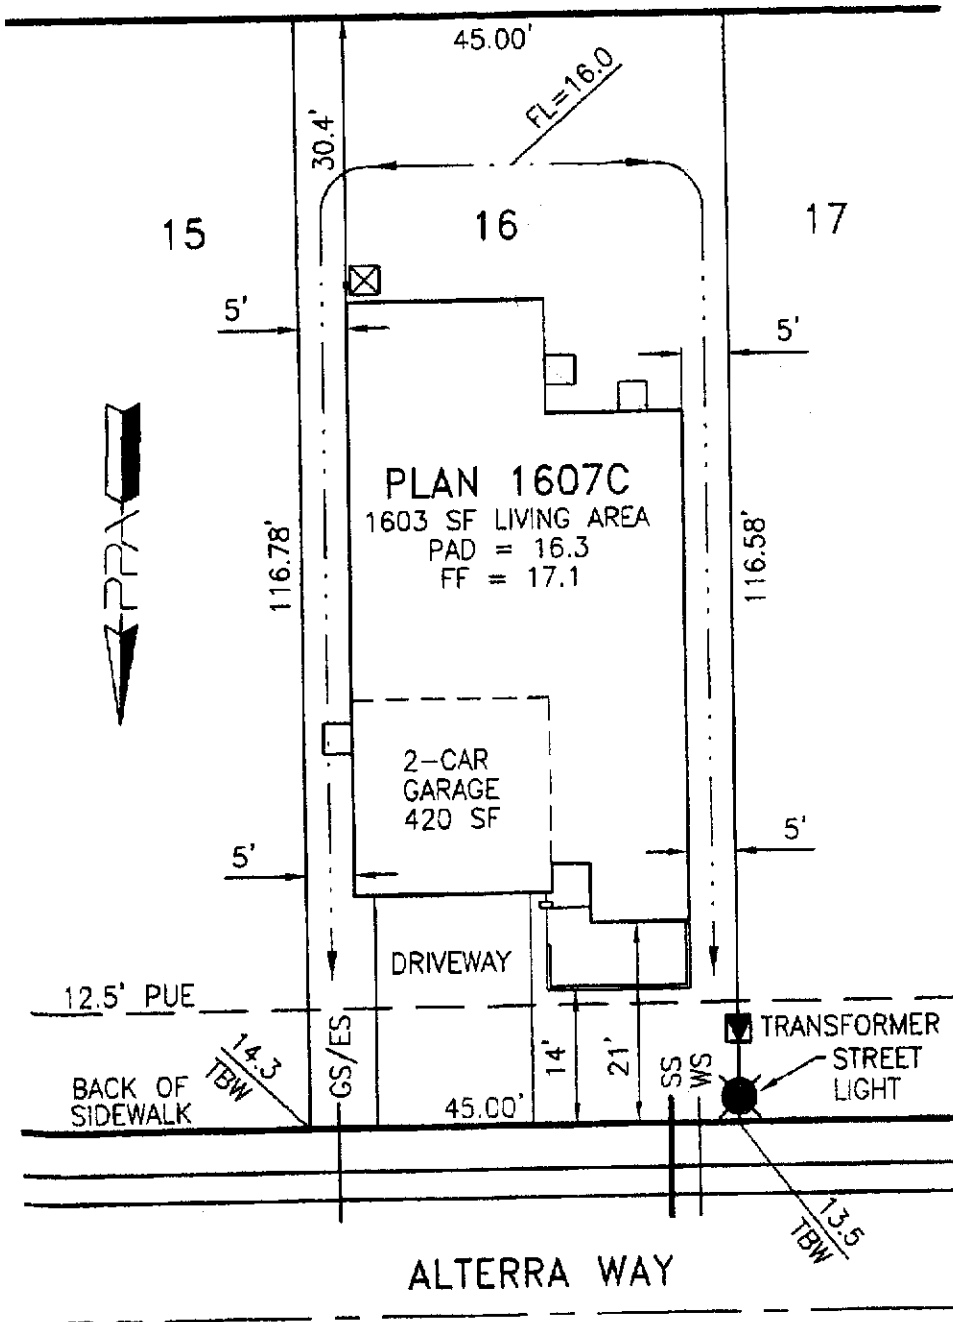 45.00'
FL=16.0
30.4'
15
16
17
5'
5'
PLAN 1607C
1603 SF LIVING AREA
PAD = 16.3
FF = 17.1
PPA
116.78'
116.58'
2-CAR
GARAGE
420 SF
5'
5'
DRIVEWAY
12.5' PUE
14.3
TBW
GS/ES
14'
21'
SS
WS
TRANSFORMER
STREET
LIGHT
BACK OF
SIDEWALK
45.00'
13.5
TBW
ALTERRA WAY